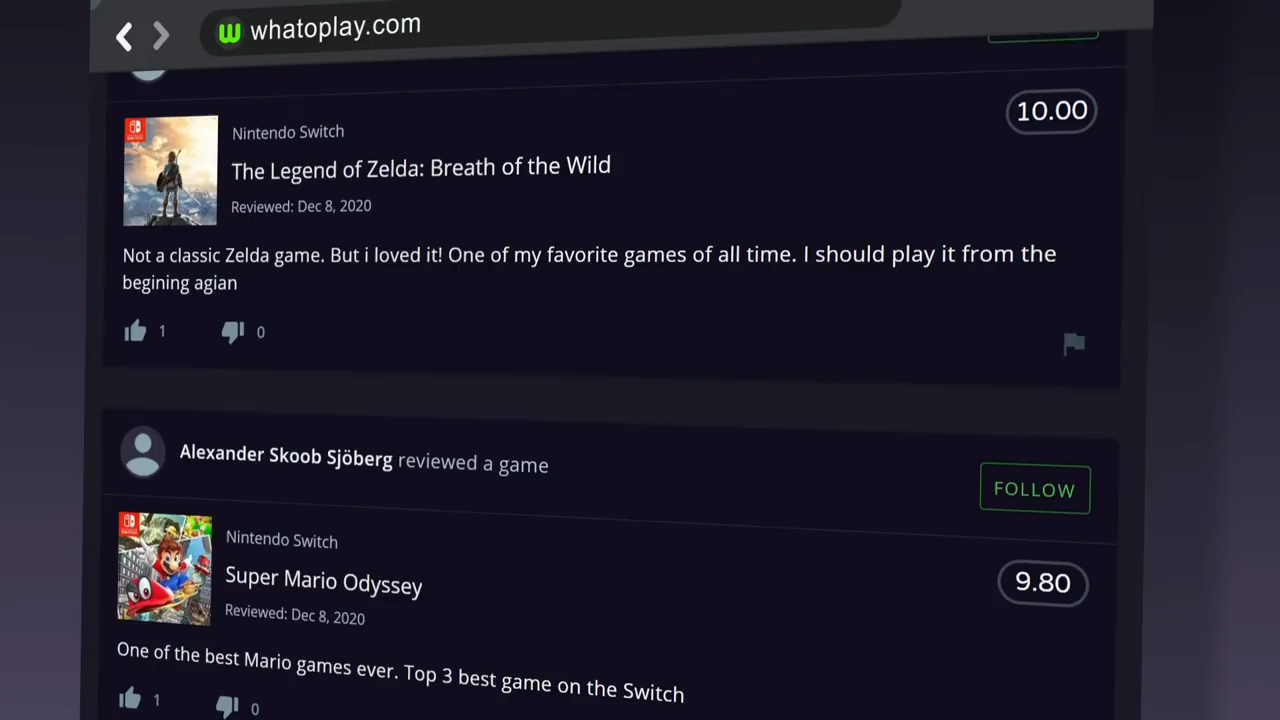 whatoplay.com
10.00
Nintendo Switch
The Legend of Zelda: Breath of the Wild
Reviewed: Dec 8, 2020
Not a classic Zelda game. But i loved it! One of my favorite games of all time. I should play it from the
begining agian
1 0
Alexander Skoob Sjöberg reviewed a game
FOLLOW
Nintendo Switch
Super Mario Odyssey
9.80
Reviewed: Dec 8, 2020
One of the best Mario games ever. Top 3 best game on the Switch
1 0